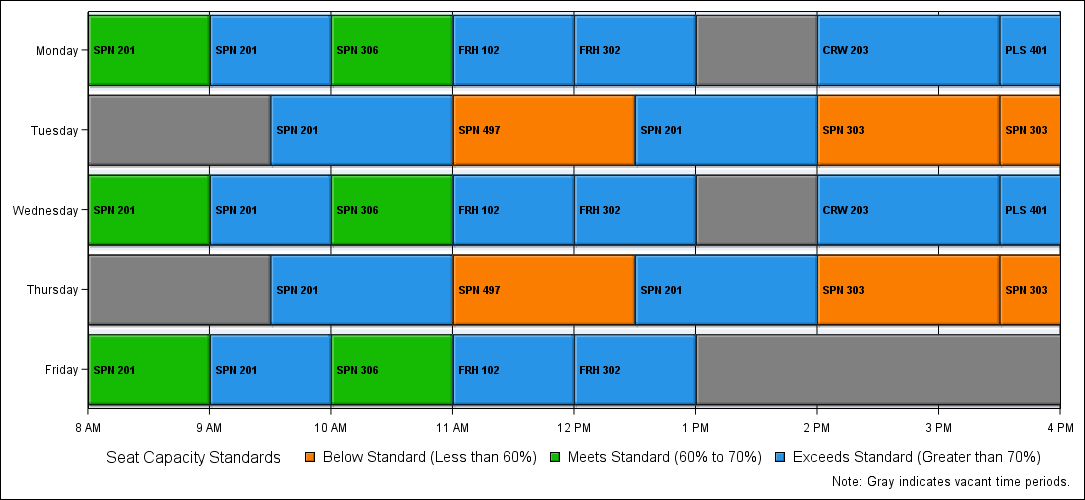 Monday SPN 201 SPN 201 SPN 306 FRH 102 FRH 302 CRW 203 PLS 401
Tuesday SPN 201 SPN 497 SPN 201 SPN 303 SPN 303
Wednesday SPN 201 SPN 201 SPN 306 FRH 102 FRH 302 CRW 203 PLS 401
Thursday SPN 201 SPN 497 SPN 201 SPN 303 SPN 303
Friday SPN 201 SPN 201 SPN 306 FRH 102 FRH 302
8 AM 9 AM 10 AM 11 AM 12 PM 1 PM 2 PM 3 PM 4 PM
Seat Capacity Standards Below Standard (Less than 60%) Meets Standard (60% to 70%) Exceeds Standard (Greater than 70%)
Note: Gray indicates vacant time periods.